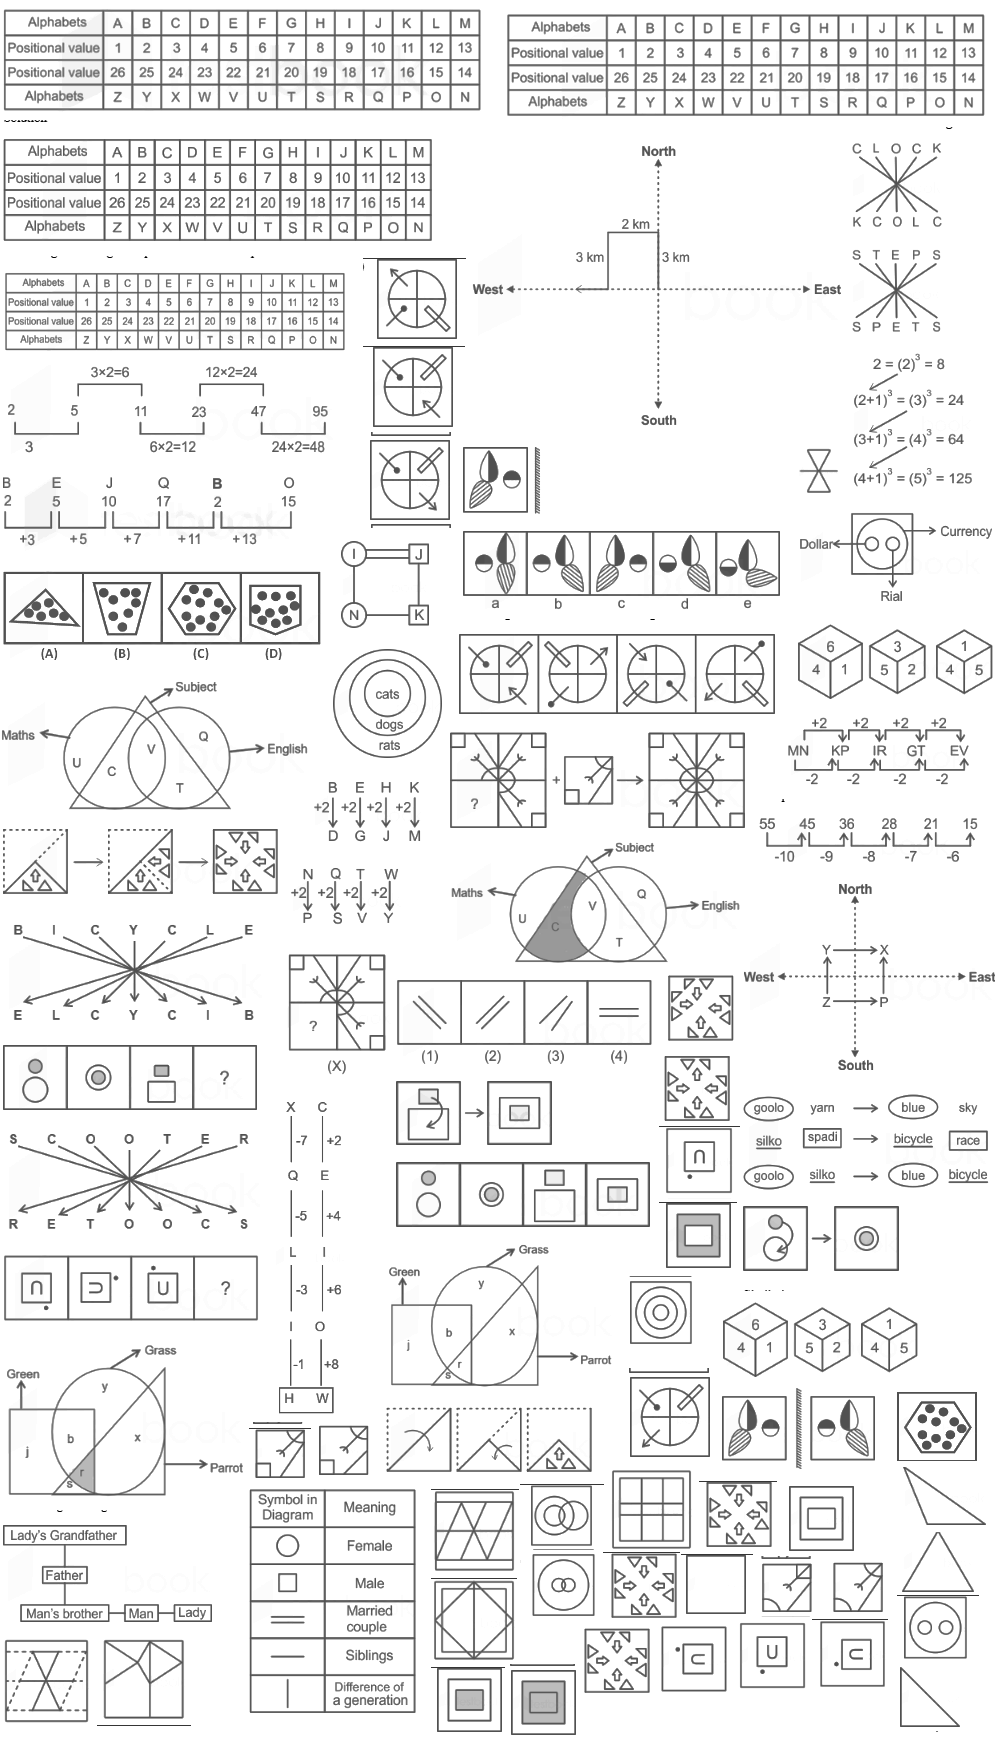 Alphabets A B C D E F G H I J K L M
Positional value 1 2 3 4 5 6 7 8 9 10 11 12 13
Positional value 26 25 24 23 22 21 20 19 18 17 16 15 14
Alphabets Z Y X W V U T S R Q P O N
Alphabets A B C D E F G H I J K L M
Positional value 1 2 3 4 5 6 7 8 9 10 11 12 13
Positional value 26 25 24 23 22 21 20 19 18 17 16 15 14
Alphabets Z Y X W V U T S R Q P O N
Alphabets A B C D E F G H I J K L M
Positional value 1 2 3 4 5 6 7 8 9 10 11 12 13
Positional value 26 25 24 23 22 21 20 19 18 17 16 15 14
Alphabets Z Y X W V U T S R Q P O N
North
2 km
3 km 3 km
West East
South
C L O C K
K C O L C
S T E P S
S P E T S
Alphabets A B C D E F G H I J K L M
Positional value 1 2 3 4 5 6 7 8 9 10 11 12 13
Positional value 26 25 24 23 22 21 20 19 18 17 16 15 14
Alphabets Z Y X W V U T S R Q P O N
3×2=6 12×2=24
2 5 11 23 47 95
3 6×2=12 24×2=48
2 = (2)³ = 8
(2+1)³ = (3)³ = 24
(3+1)³ = (4)³ = 64
(4+1)³ = (5)³ = 125
B E J Q B O
2 5 10 17 2 15
+3 +5 +7 +11 +13
I J
N K
a b c d e
Currency
Dollar
Rial
(A) (B) (C) (D)
6 4 1
3 5 2
1 4 5
Subject
Maths
English
U C V Q T
cats
dogs
rats
+2 +2 +2 +2
MN KP IR GT EV
-2 -2 -2 -2
B E H K
+2 +2 +2 +2
D G J M
N Q T W
+2 +2 +2 +2
P S V Y
? +
55 45 36 28 21 15
-10 -9 -8 -7 -6
Subject
Maths
English
U C V Q T
North
Y X
West East
Z P
South
B I C Y C L E
E L C Y C I B
?
(X)
(1) (2) (3) (4)
?
goolo yarn blue sky
silko spadi bicycle race
goolo silko blue bicycle
X C
-7 +2
Q E
-5 +4
L I
-3 +6
I O
-1 +8
H W
S C O O T E R
R E T O O C S
?
Grass
Green
y
b
j x
r
s
Parrot
6 4 1
3 5 2
1 4 5
Grass
Green
y
j b x
r
s
Parrot
Symbol in Diagram Meaning
Female
Male
Married couple
Siblings
Difference of a generation
Lady's Grandfather
Father
Man's brother Man Lady